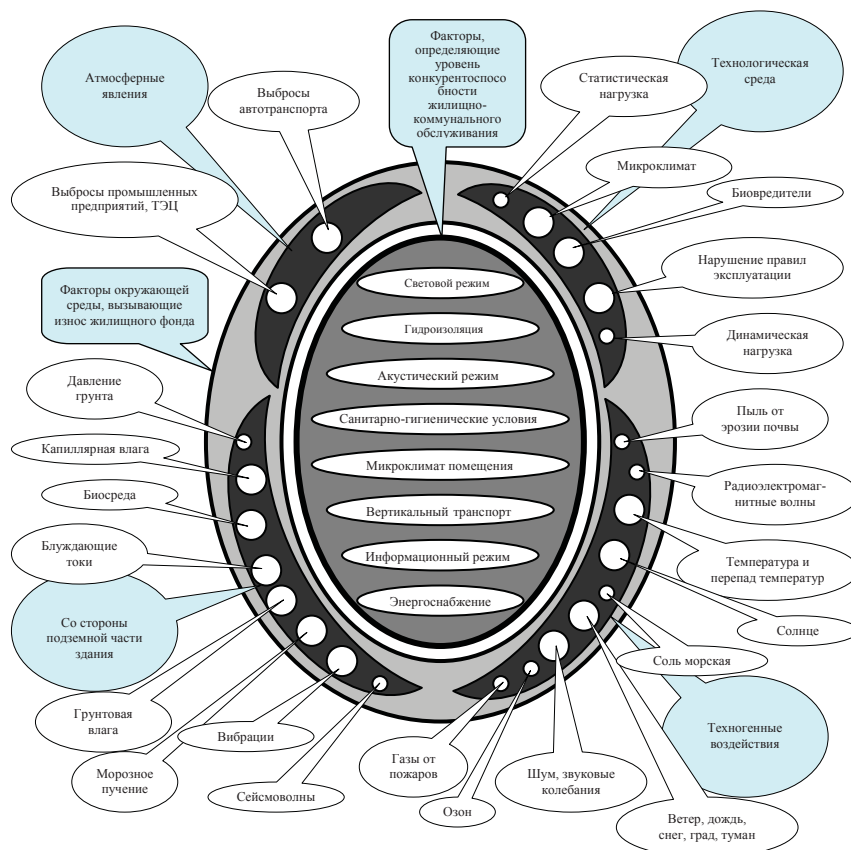 Факторы,
определяющие
уровень
конкурентоспосо
бности
жилищно-
коммунального
обслуживания
Атмосферные
явления
Выбросы
автотранспорта
Статистическая
нагрузка
Технологическая
среда
Микроклимат
Выбросы промышленных
предприятий, ТЭЦ
Биовредители
Нарушение правил
эксплуатации
Факторы окружающей
среды, вызывающие
износ жилищного фонда
Динамическая
нагрузка
Световой режим
Гидроизоляция
Акустический режим
Санитарно-гигиенические условия
Микроклимат помещения
Вертикальный транспорт
Информационный режим
Энергоснабжение
Давление
грунта
Капиллярная влага
Биосреда
Блуждающие
токи
Со стороны
подземной части
здания
Грунтовая
влага
Морозное
пучение
Вибрации
Сейсмоволны
Пыль от
эрозии почвы
Радиоэлектромаг-
нитные волны
Температура и
перепад температур
Солнце
Соль морская
Техногенные
воздействия
Газы от
пожаров
Озон
Шум, звуковые
колебания
Ветер, дождь,
снег, град, туман